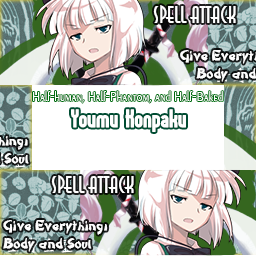 SPELL ATTACK
Give Everything;
Body and
Half-human, Half-Phantom, and Half-Baked
Youmu Konpaku
hing;
Soul
SPELL ATTACK
Give Everything;
Body and Soul